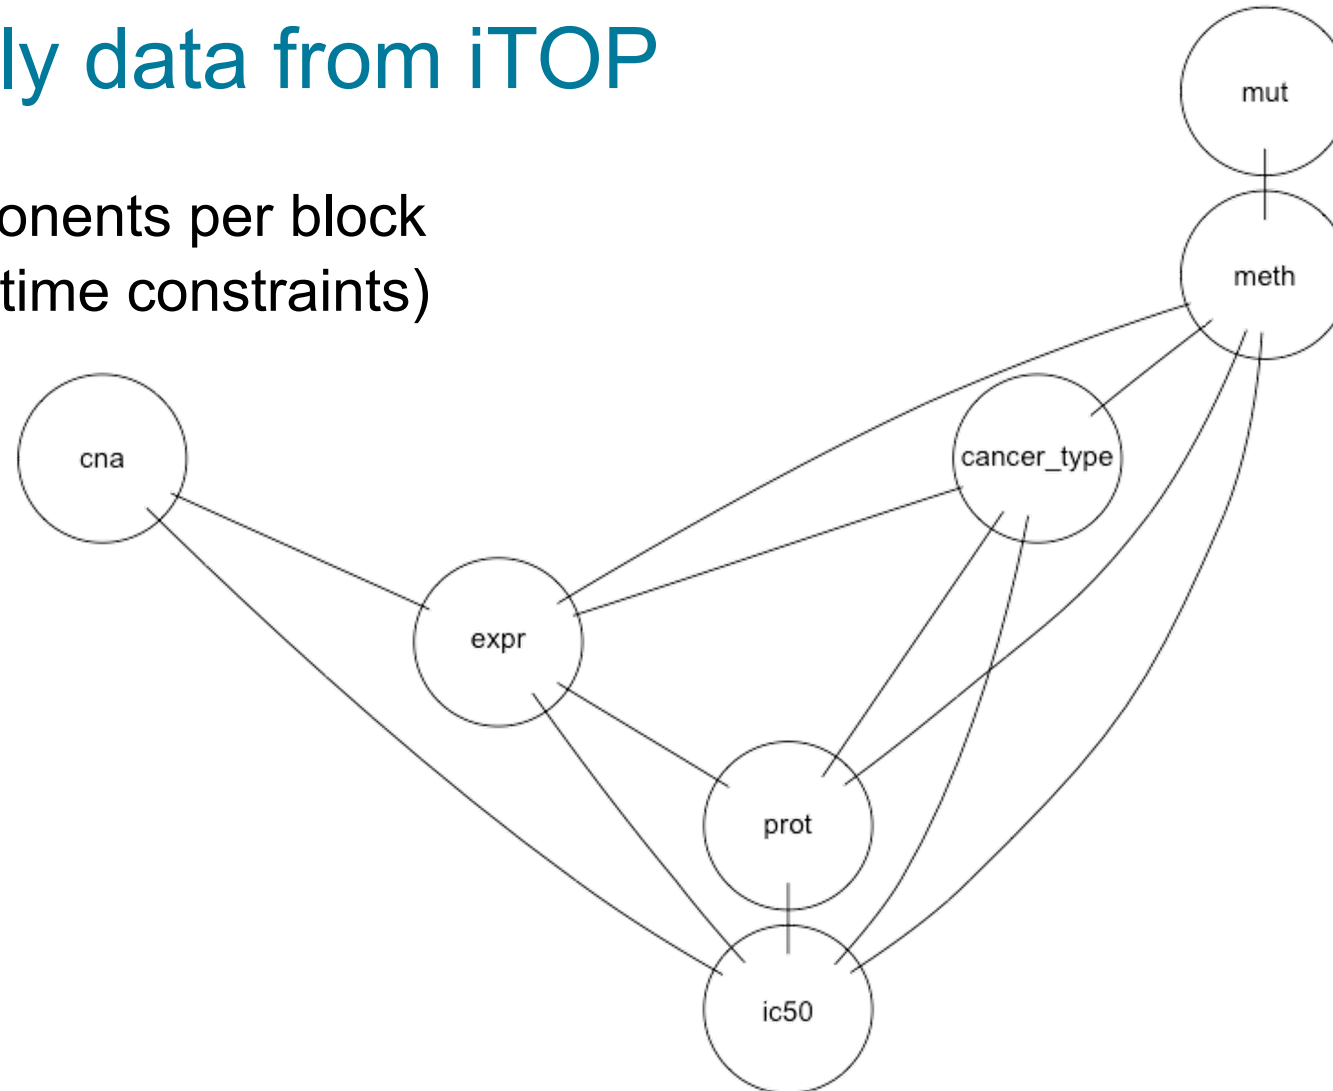 ly data from iTOP
onents per block
time constraints)
mut
meth
cna
cancer_type
expr
prot
ic50